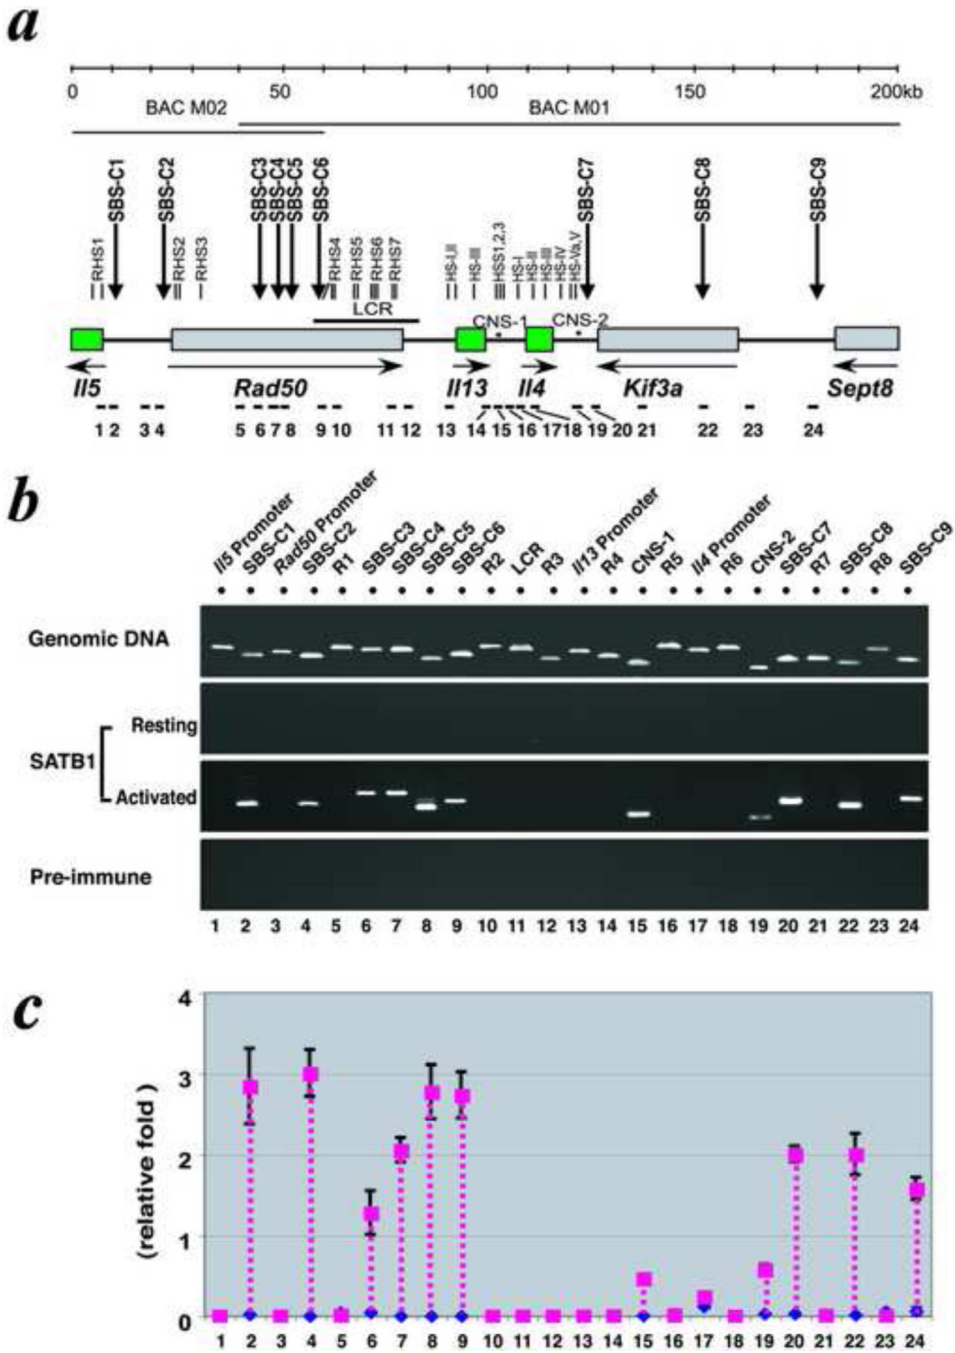 a
0 50 100 150 200kb
BAC M02 BAC M01
SBS-C1 SBS-C2 SBS-C3 SBS-C4 SBS-C5 SBS-C6 SBS-C7 SBS-C8 SBS-C9
RHS1 RHS2 RHS3 RHS4 RHS5 RHS6 RHS7 HS-I,II HS-III HSS1,2,3 HS-I HS-II HS-III HS-IV HS-Va,V
LCR CNS-1 CNS-2
Il5 Rad50 Il13 Il4 Kif3a Sept8
1 2 3 4 5 6 7 8 9 10 11 12 13 14 15 16 17 18 19 20 21 22 23 24
b
Il5 Promoter SBS-C1 Rad50 Promoter SBS-C2 R1 SBS-C3 SBS-C4 SBS-C5 SBS-C6 R2 LCR R3 Il13 Promoter R4 CNS-1 R5 Il4 Promoter R6 CNS-2 SBS-C7 R7 SBS-C8 R8 SBS-C9
Genomic DNA
Resting
SATB1
Activated
Pre-immune
1 2 3 4 5 6 7 8 9 10 11 12 13 14 15 16 17 18 19 20 21 22 23 24
c
(relative fold )
4
3
2
1
0
1 2 3 4 5 6 7 8 9 10 11 12 13 14 15 16 17 18 19 20 21 22 23 24